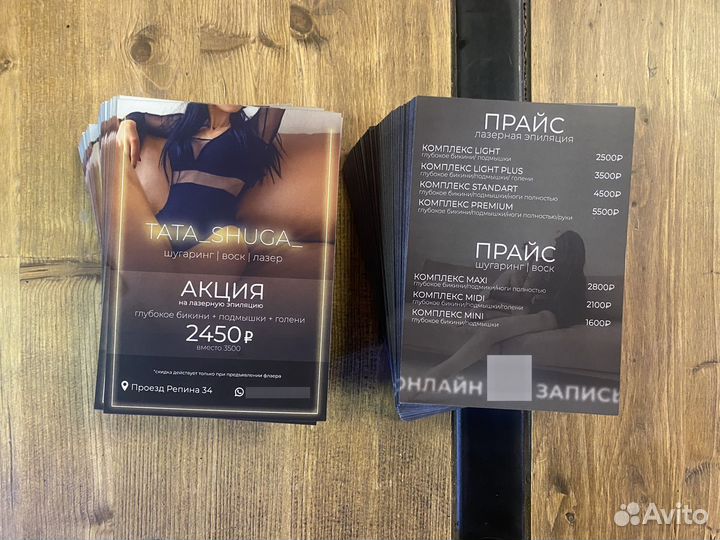 TATA_SHUGA_
шугаринг | воск | лазер
АКЦИЯ
на лазерную эпиляцию
глубокое бикини + подмышки + голени
2450₽
вместо 3500
*скидка действует только при предъявлении флаера
Проезд Репина 34
ПРАЙС
лазерная эпиляция
КОМПЛЕКС LIGHT
глубокое бикини/ подмышки
2500₽
КОМПЛЕКС LIGHT PLUS
глубокое бикини/подмышки/ голени
3500₽
КОМПЛЕКС STANDART
глубокое бикини/подмышки/ноги полностью
4500₽
КОМПЛЕКС PREMIUM
глубокое бикини/подмышки/ноги полностью/руки
5500₽
ПРАЙС
шугаринг | воск
КОМПЛЕКС MAXI
глубокое бикини/подмышки/ноги полностью
2800₽
КОМПЛЕКС MIDI
глубокое бикини/подмышки/голени
2100₽
КОМПЛЕКС MINI
глубокое бикини/подмышки
1600₽
ОНЛАЙН ЗАПИСЬ
Avito